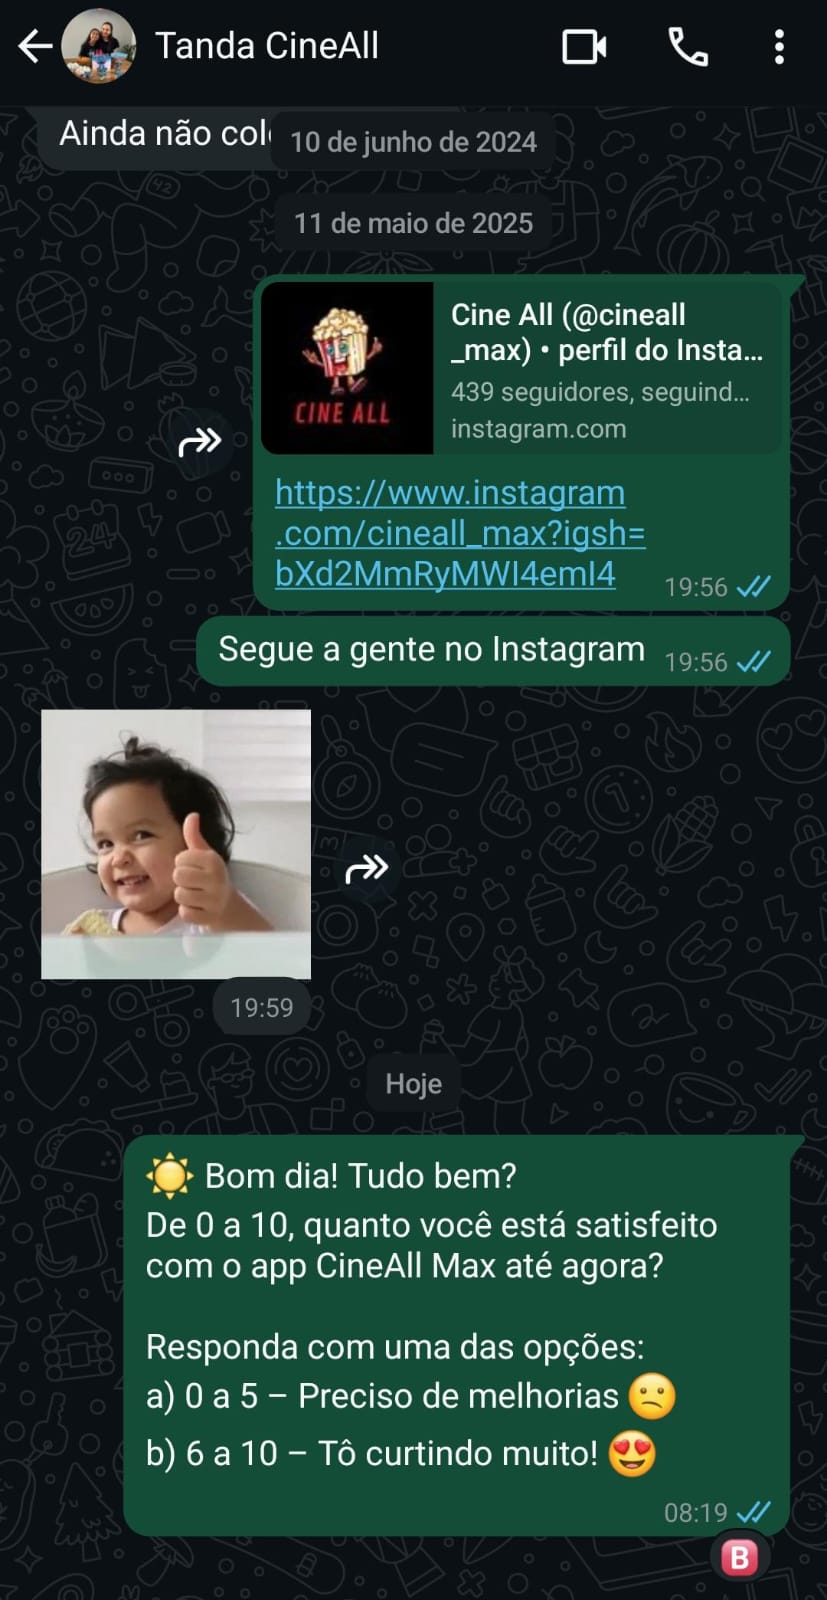 Tanda CineAll
Ainda não col
10 de junho de 2024
11 de maio de 2025
CINE ALL
Cine All (@cineall
_max) • perfil do Insta...
439 seguidores, seguind...
instagram.com
https://www.instagram
.com/cineall_max?igsh=
bXd2MmRyMWI4emI4
19:56
Segue a gente no Instagram
19:56
19:59
Hoje
☀️ Bom dia! Tudo bem?
De 0 a 10, quanto você está satisfeito
com o app CineAll Max até agora?
Responda com uma das opções:
a) 0 a 5 – Preciso de melhorias 🙁
b) 6 a 10 – Tô curtindo muito! 😍
08:19
B